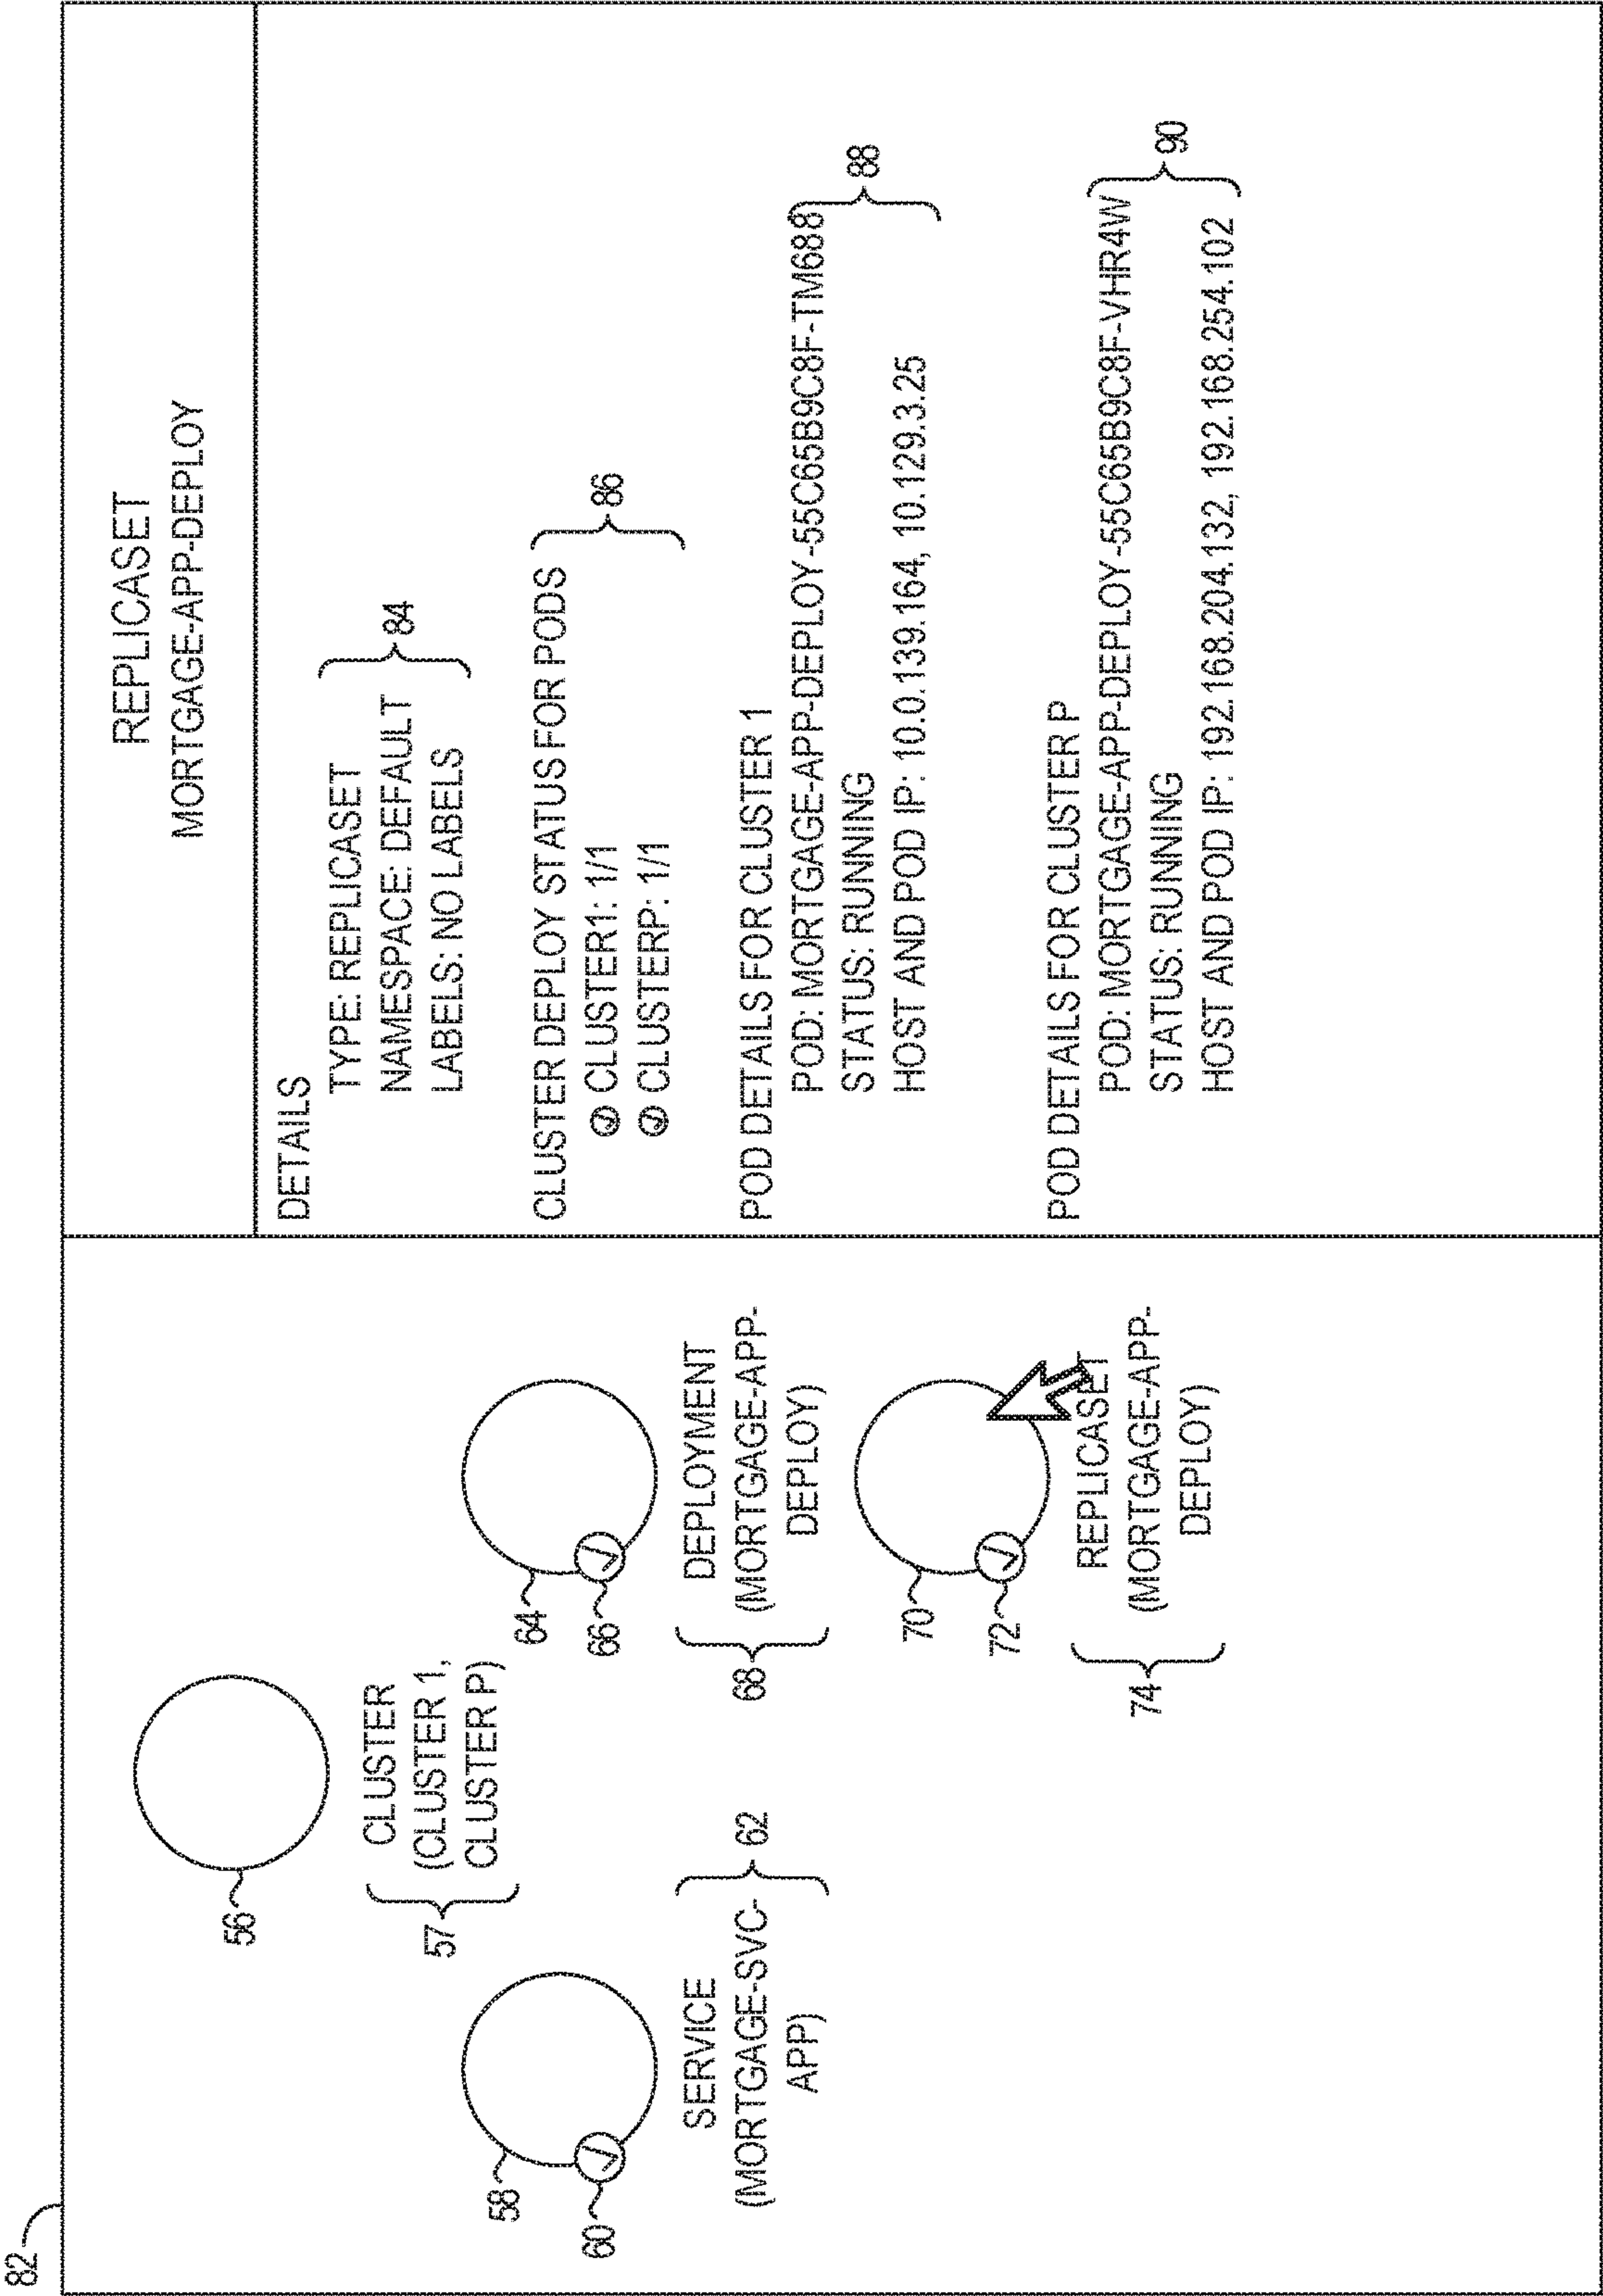 82
56
CLUSTER
(CLUSTER 1,
CLUSTER P)
57
58
60
SERVICE
(MORTGAGE-SVC-
APP)
62
64
66
DEPLOYMENT
(MORTGAGE-APP-
DEPLOY)
68
70
72
REPLICASET
(MORTGAGE-APP-
DEPLOY)
74
REPLICASET
MORTGAGE-APP-DEPLOY
DETAILS
TYPE: REPLICASET
NAMESPACE: DEFAULT
LABELS: NO LABELS
84
CLUSTER DEPLOY STATUS FOR PODS
CLUSTER1: 1/1
CLUSTERP: 1/1
86
POD DETAILS FOR CLUSTER 1
POD: MORTGAGE-APP-DEPLOY-55C65B9C8F-TM688
STATUS: RUNNING
HOST AND POD IP: 10.0.139.164, 10.129.3.25
88
POD DETAILS FOR CLUSTER P
POD: MORTGAGE-APP-DEPLOY-55C65B9C8F-VHR4W
STATUS: RUNNING
HOST AND POD IP: 192.168.204.132, 192.168.254.102
90